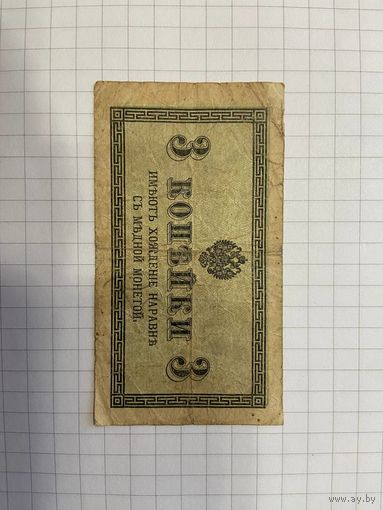 3 КОПѢЙКИ 3
ИМѢЮТЪ ХОЖДЕНІЕ НАРАВНѢ
СЪ МѢДНОЙ МОНЕТОЙ.
www.ay.by